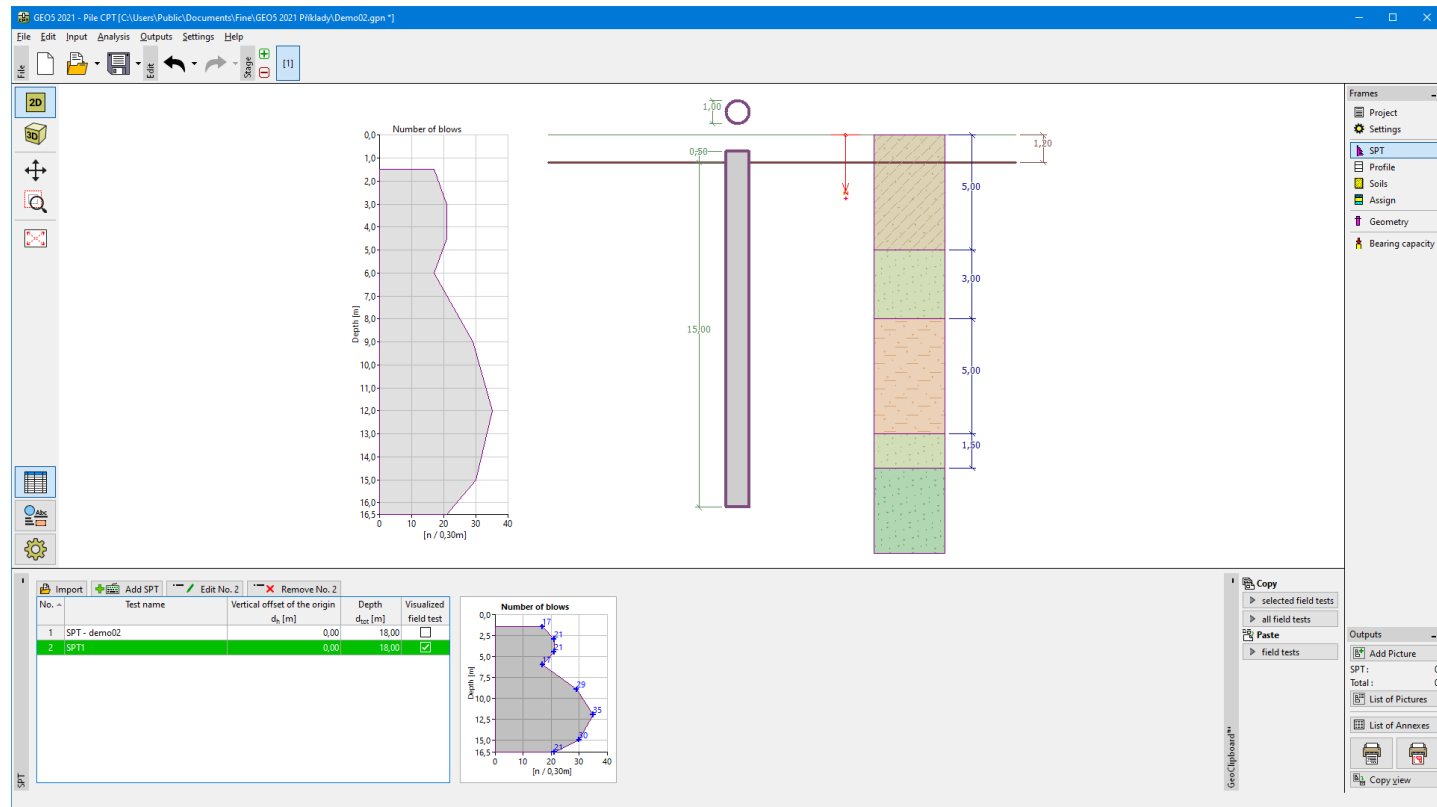 GEO5 2021 - Pile CPT [C:\Users\Public\Documents\Fine\GEO5 2021 Příklady\Demo02.gpn *]
File Edit Input Analysis Outputs Settings Help
File
Edit
Stage
[1]
2D
3D
Number of blows
0,0
1,0
2,0
3,0
4,0
5,0
6,0
7,0
8,0
9,0
10,0
11,0
12,0
13,0
14,0
15,0
16,0
16,5
Depth [m]
0 10 20 30 40
[n / 0,30m]
1,00
0,50
15,00
+z
1,20
5,00
3,00
5,00
1,50
Frames
Project
Settings
SPT
Profile
Soils
Assign
Geometry
Bearing capacity
Abc
Import Add SPT Edit No. 2 Remove No. 2
No. Test name Vertical offset of the origin Depth Visualized
dh [m] dtot [m] field test
1 SPT - demo02 0,00 18,00
2 SPT1 0,00 18,00
SPT
Number of blows
0,0
2,5
5,0
7,5
10,0
12,5
15,0
16,5
Depth [m]
17
21
21
17
29
35
30
21
0 10 20 30 40
[n / 0,30m]
GeoClipboard™
Copy
selected field tests
all field tests
Paste
field tests
Outputs
Add Picture
SPT : 0
Total : 0
List of Pictures
List of Annexes
Copy view